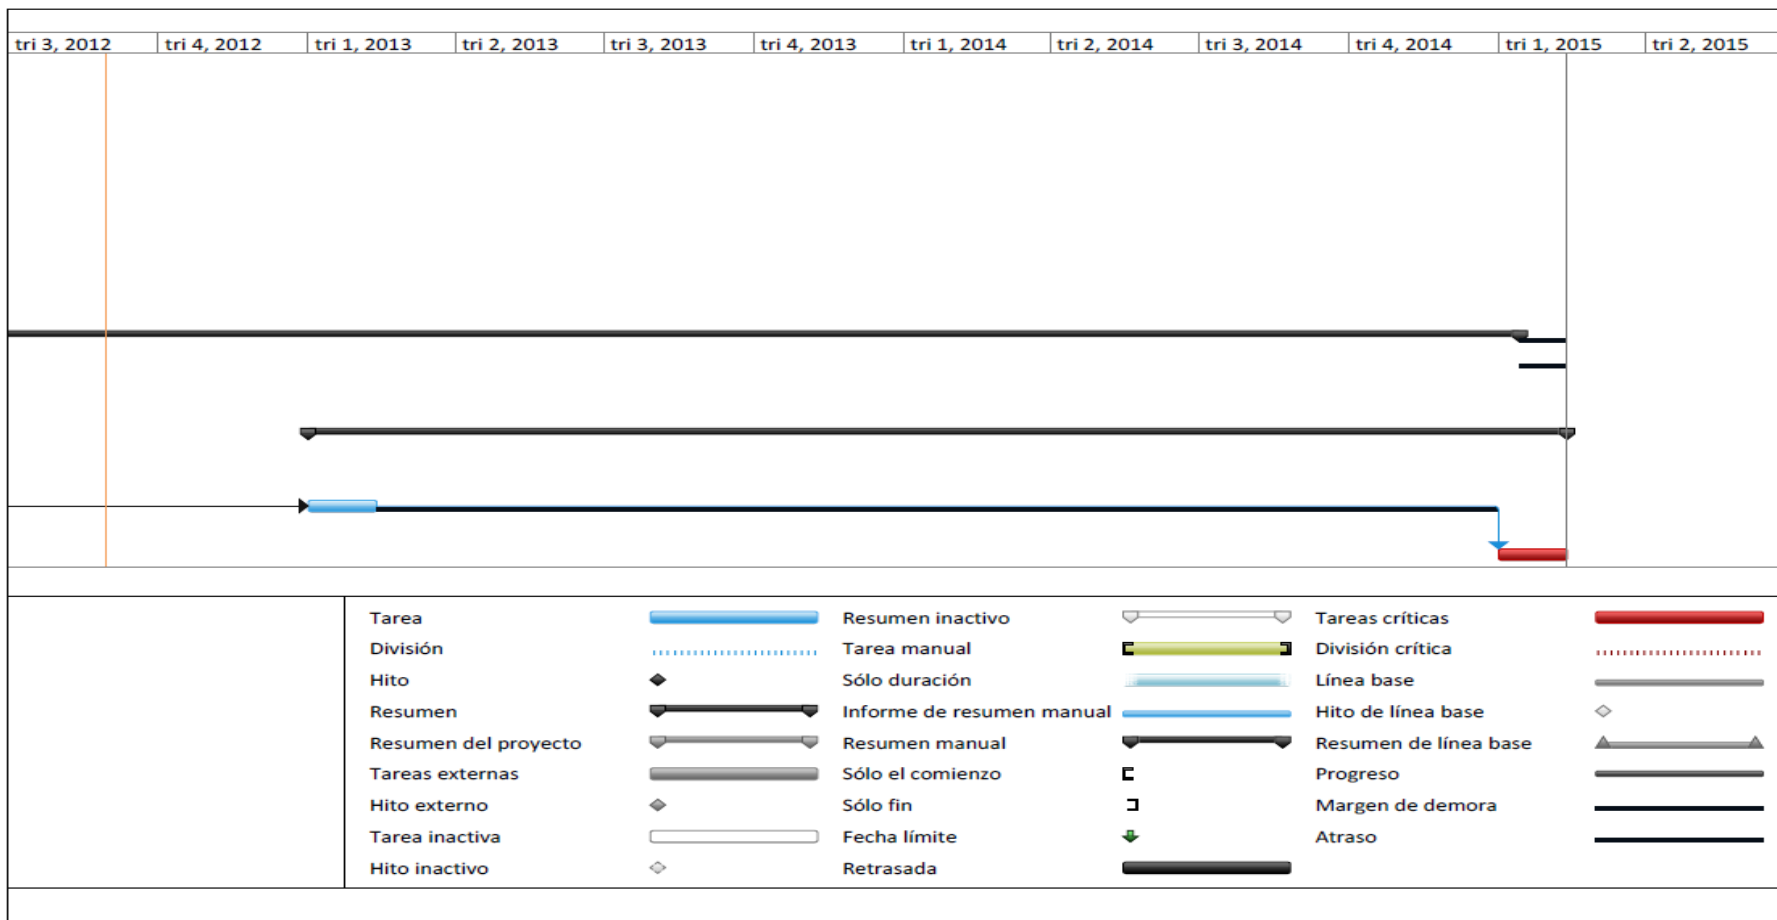 tri 3, 2012 tri 4, 2012 tri 1, 2013 tri 2, 2013 tri 3, 2013 tri 4, 2013 tri 1, 2014 tri 2, 2014 tri 3, 2014 tri 4, 2014 tri 1, 2015 tri 2, 2015
Tarea Resumen inactivo Tareas críticas
División Tarea manual División crítica
Hito Sólo duración Línea base
Resumen Informe de resumen manual Hito de línea base
Resumen del proyecto Resumen manual Resumen de línea base
Tareas externas Sólo el comienzo Progreso
Hito externo Sólo fin Margen de demora
Tarea inactiva Fecha límite Atraso
Hito inactivo Retrasada